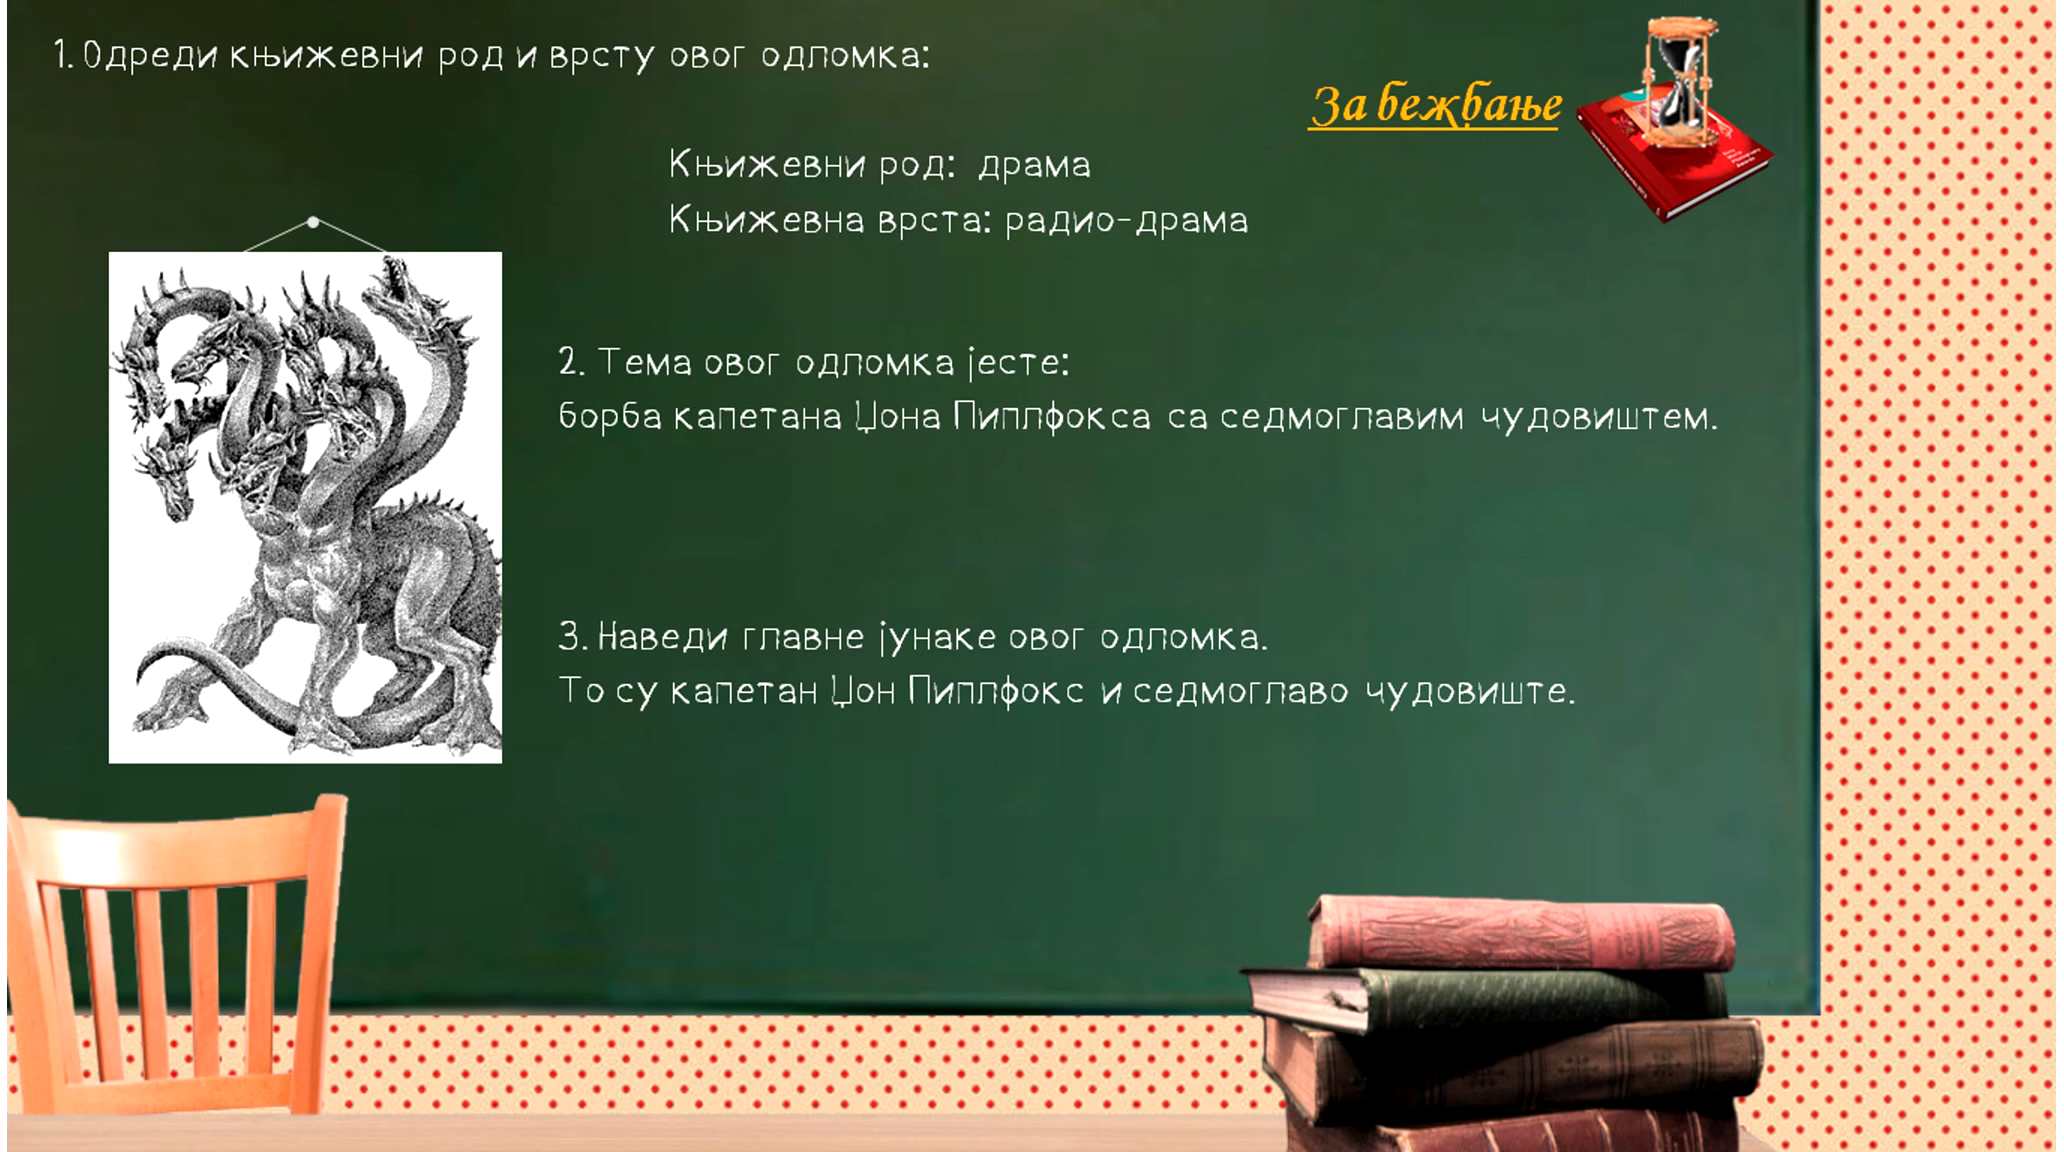 1. Одреди књижевни род и врсту овог одломка:
За бежбање
Књижевни род: драма
Књижевна врста: радио-драма
2. Тема овог одломка јесте:
борба капетана Џона Пиплфокса са седмоглавим чудовиштем.
3. Наведи главне јунаке овог одломка.
То су капетан Џон Пиплфокс и седмоглаво чудовиште.